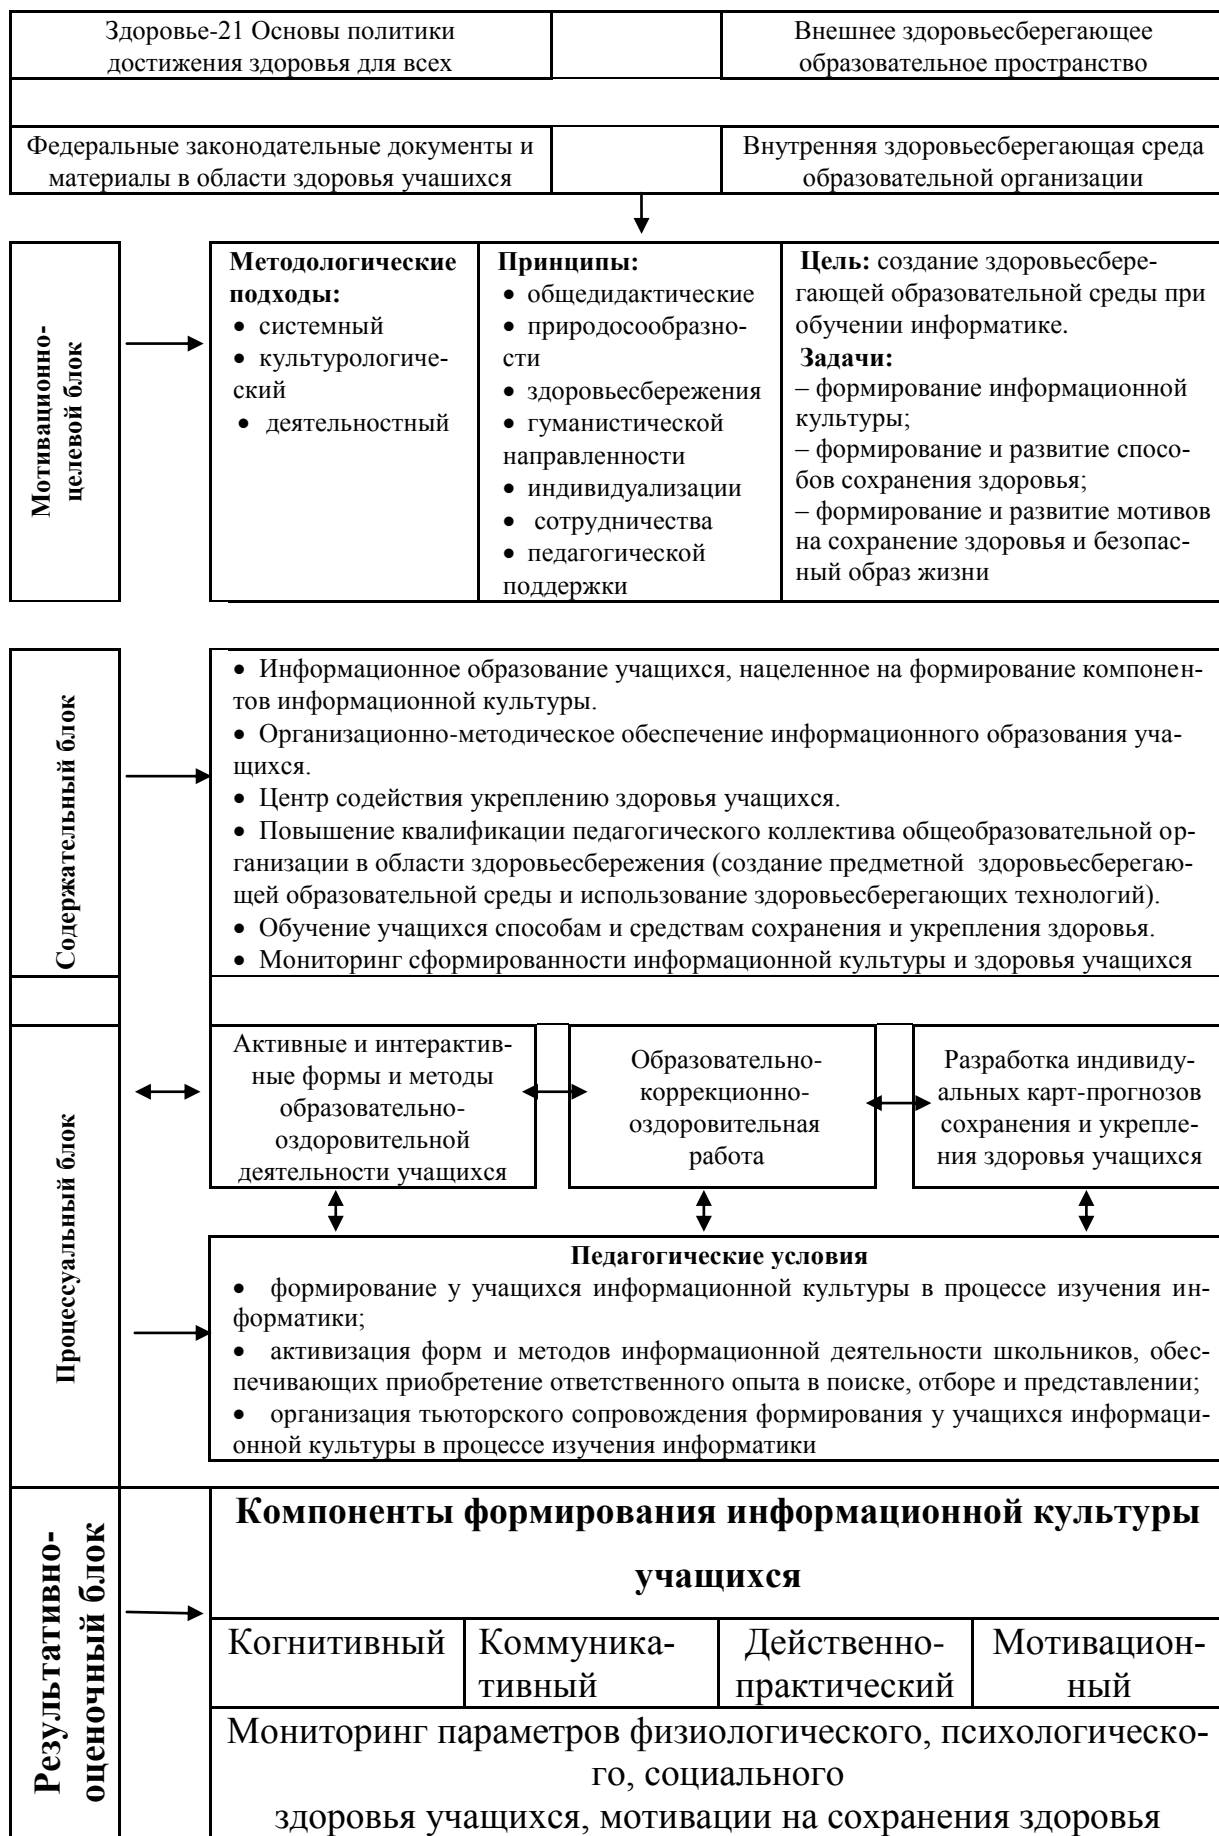 Здоровье-21 Основы политики
достижения здоровья для всех
Внешнее здоровьесберегающее
образовательное пространство
Федеральные законодательные документы и
материалы в области здоровья учашихся
Внутренняя здоровьесберегающая среда
образовательной организации
Мотивационно-
целевой блок
Методологические
подходы:
• системный
• культурологиче-
ский
• деятельностный
Принципы:
• общедидактические
• природосообразно-
сти
• здоровьесбережения
• гуманистической
направленности
• индивидуализации
• сотрудничества
• педагогической
поддержки
Цель: создание здоровьесбере-
гающей образовательной среды при
обучении информатике.
Задачи:
– формирование информационной
культуры;
– формирование и развитие спосо-
бов сохранения здоровья;
– формирование и развитие мотивов
на сохранение здоровья и безопас-
ный образ жизни
Содержательный блок
• Информационное образование учащихся, нацеленное на формирование компонен-
тов информационной культуры.
• Организационно-методическое обеспечение информационного образования уча-
щихся.
• Центр содействия укреплению здоровья учащихся.
• Повышение квалификации педагогического коллектива общеобразовательной ор-
ганизации в области здоровьесбережения (создание предметной здоровьесберегаю-
щей образовательной среды и использование здоровьесберегающих технологий).
• Обучение учащихся способам и средствам сохранения и укрепления здоровья.
• Мониторинг сформированности информационной культуры и здоровья учащихся
Процессуальный блок
Активные и интерактив-
ные формы и методы
образовательно-
оздоровительной
деятельности учащихся
Образовательно-
коррекционно-
оздоровительная
работа
Разработка индивиду-
альных карт-прогнозов
сохранения и укрепле-
ния здоровья учащихся
Педагогические условия
• формирование у учащихся информационной культуры в процессе изучения ин-
форматики;
• активизация форм и методов информационной деятельности школьников, обес-
печивающих приобретение ответственного опыта в поиске, отборе и представлении;
• организация тьюторского сопровождения формирования у учащихся информаци-
онной культуры в процессе изучения информатики
Результативно-
оценочный блок
Компоненты формирования информационной культуры
учащихся
Когнитивный
Коммуника-
тивный
Действенно-
практический
Мотивацион-
ный
Мониторинг параметров физиологического, психологическо-
го, социального
здоровья учащихся, мотивации на сохранения здоровья